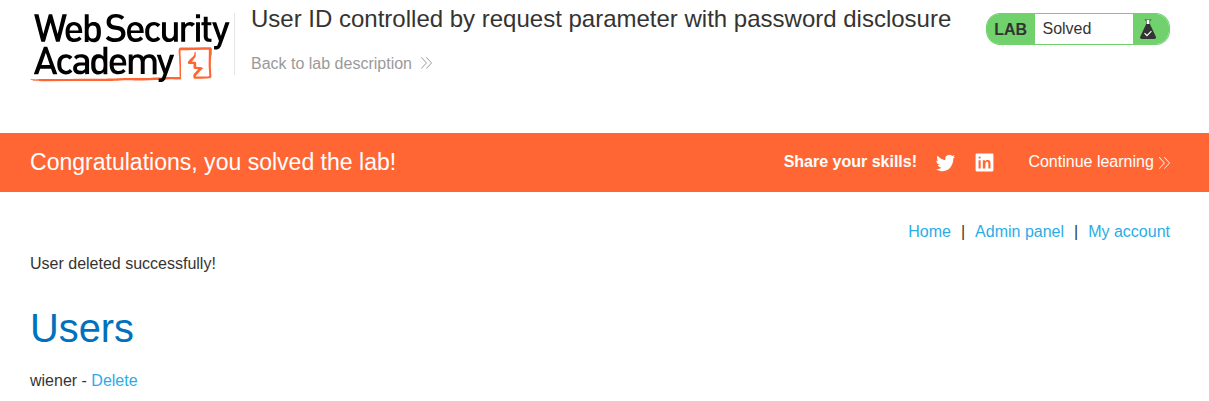 Web Security
Academy
User ID controlled by request parameter with password disclosure
Back to lab description
LAB Solved
Congratulations, you solved the lab!
Share your skills! Continue learning
Home | Admin panel | My account
User deleted successfully!
Users
wiener - Delete